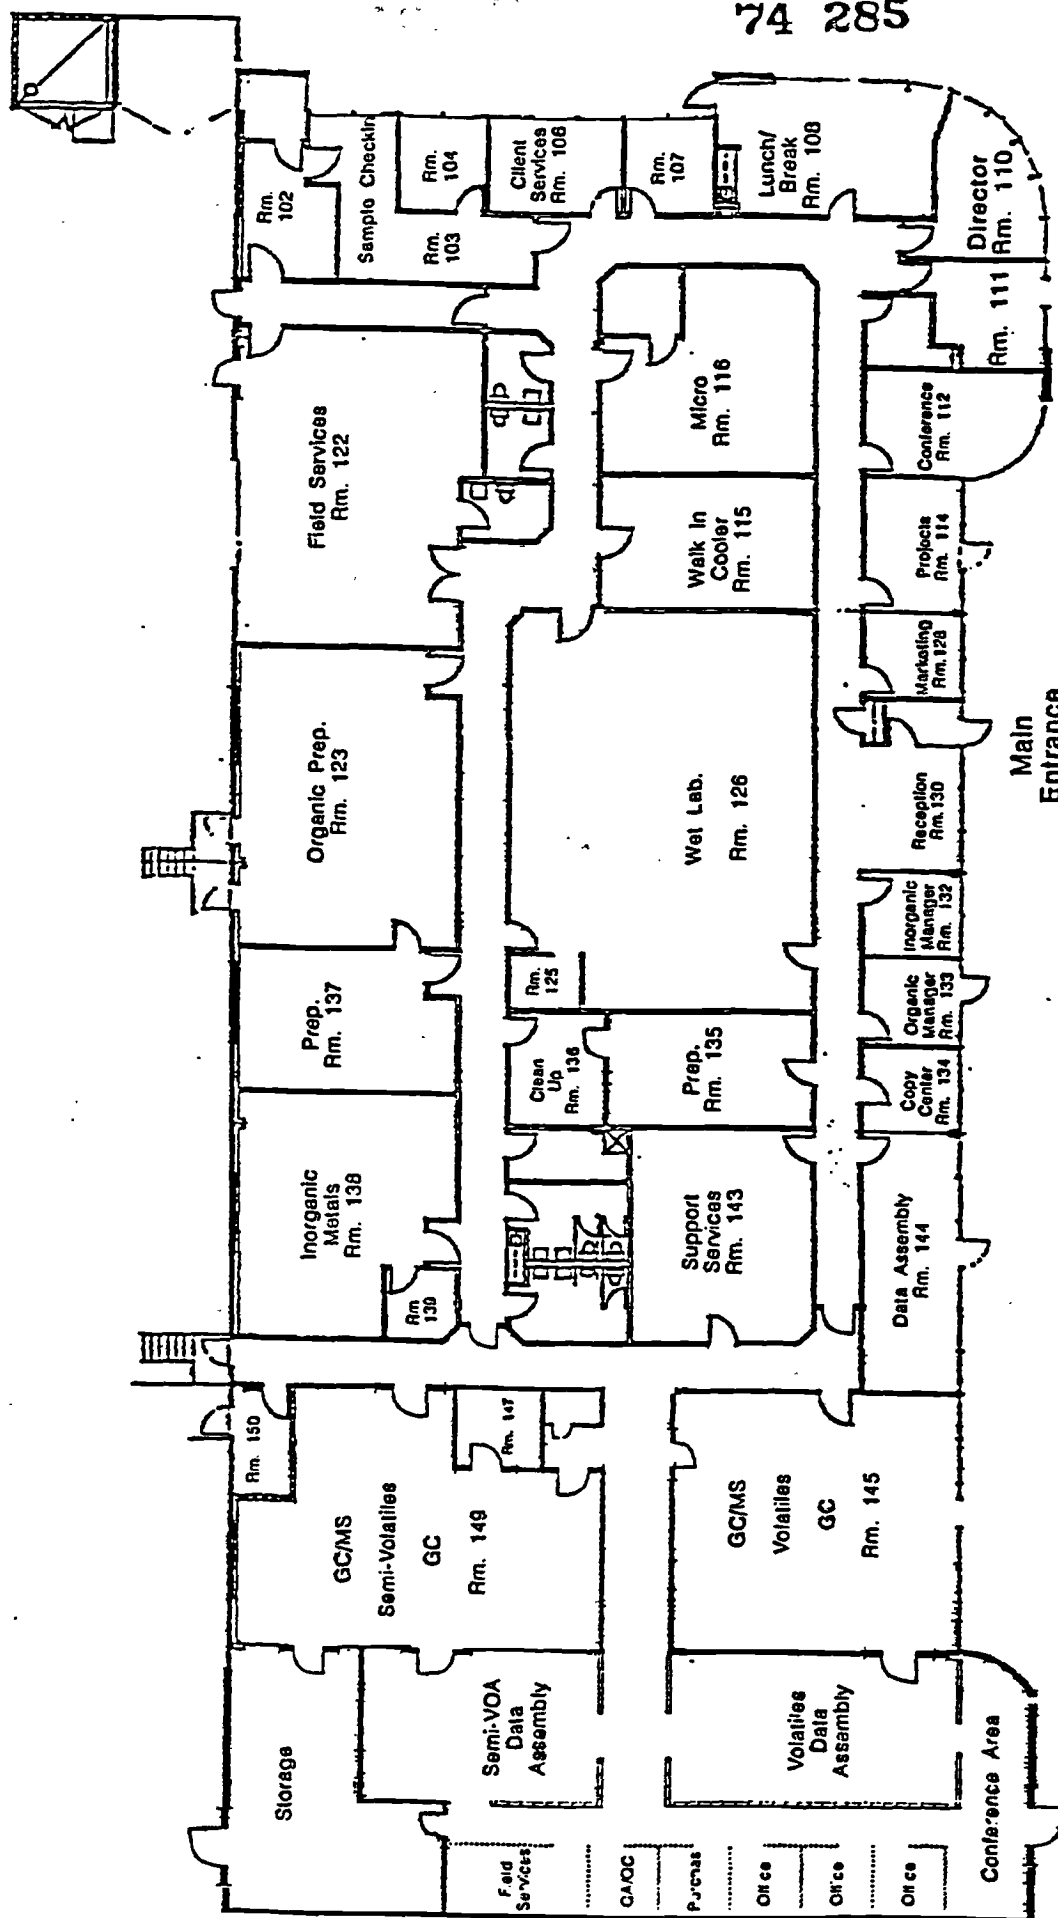 74 285
Rm.
102
Sample Checkin
Rm.
103
Rm.
104
Client
Services
Rm. 106
Rm.
107
Lunch/
Break
Rm. 108
Director
Rm. 110
Rm. 111
Field Services
Rm. 122
Micro
Rm. 116
Conference
Rm. 112
Walk In
Cooler
Rm. 115
Projects
Rm. 114
Marketing
Rm. 128
Organic Prep.
Rm. 123
Wet Lab.
Rm. 126
Main
Entrance
Reception
Rm. 130
Inorganic
Manager
Rm. 132
Prep.
Rm. 137
Rm.
125
Organic
Manager
Rm. 133
Clean
Up
Rm. 136
Prep.
Rm. 135
Copy
Center
Rm. 134
Inorganic
Metals
Rm. 138
Rm
139
Support
Services
Rm. 143
Data Assembly
Rm. 144
Rm. 150
Rm. 147
GC/MS
Semi-Volatiles
GC
Rm. 149
GC/MS
Volatiles
GC
Rm. 145
Storage
Semi-VOA
Data
Assembly
Volatiles
Data
Assembly
Conference Area
Field
Services
QA/QC
Purchas
Office
Office
Office